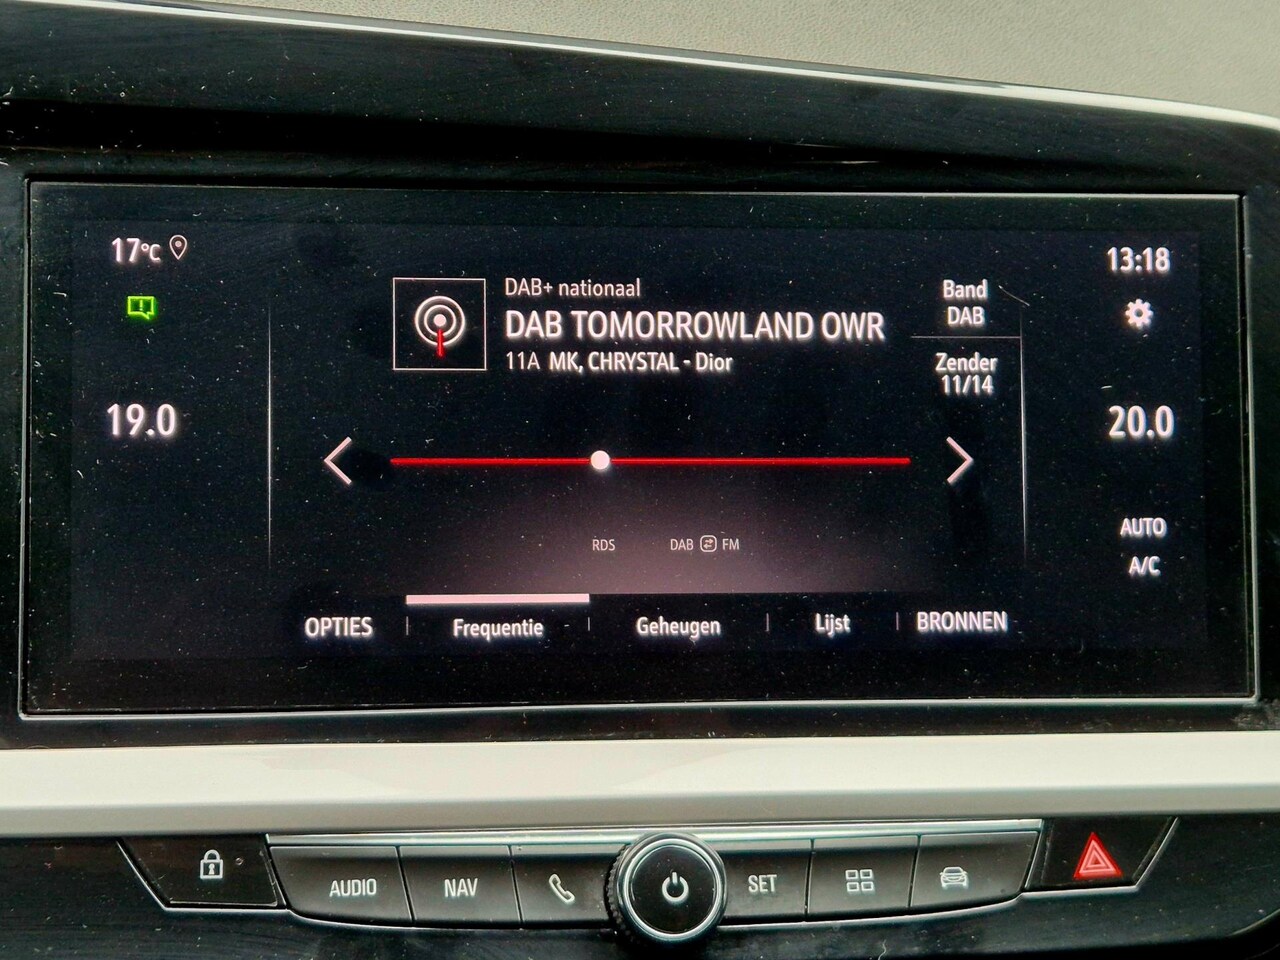 17°C
13:18
DAB+ nationaal
DAB TOMORROWLAND OWR
11A MK, CHRYSTAL - Dior
Band
DAB
Zender
11/14
19.0
20.0
RDS
DAB FM
AUTO
A/C
OPTIES
Frequentie
Geheugen
Lijst
BRONNEN
AUDIO
NAV
SET